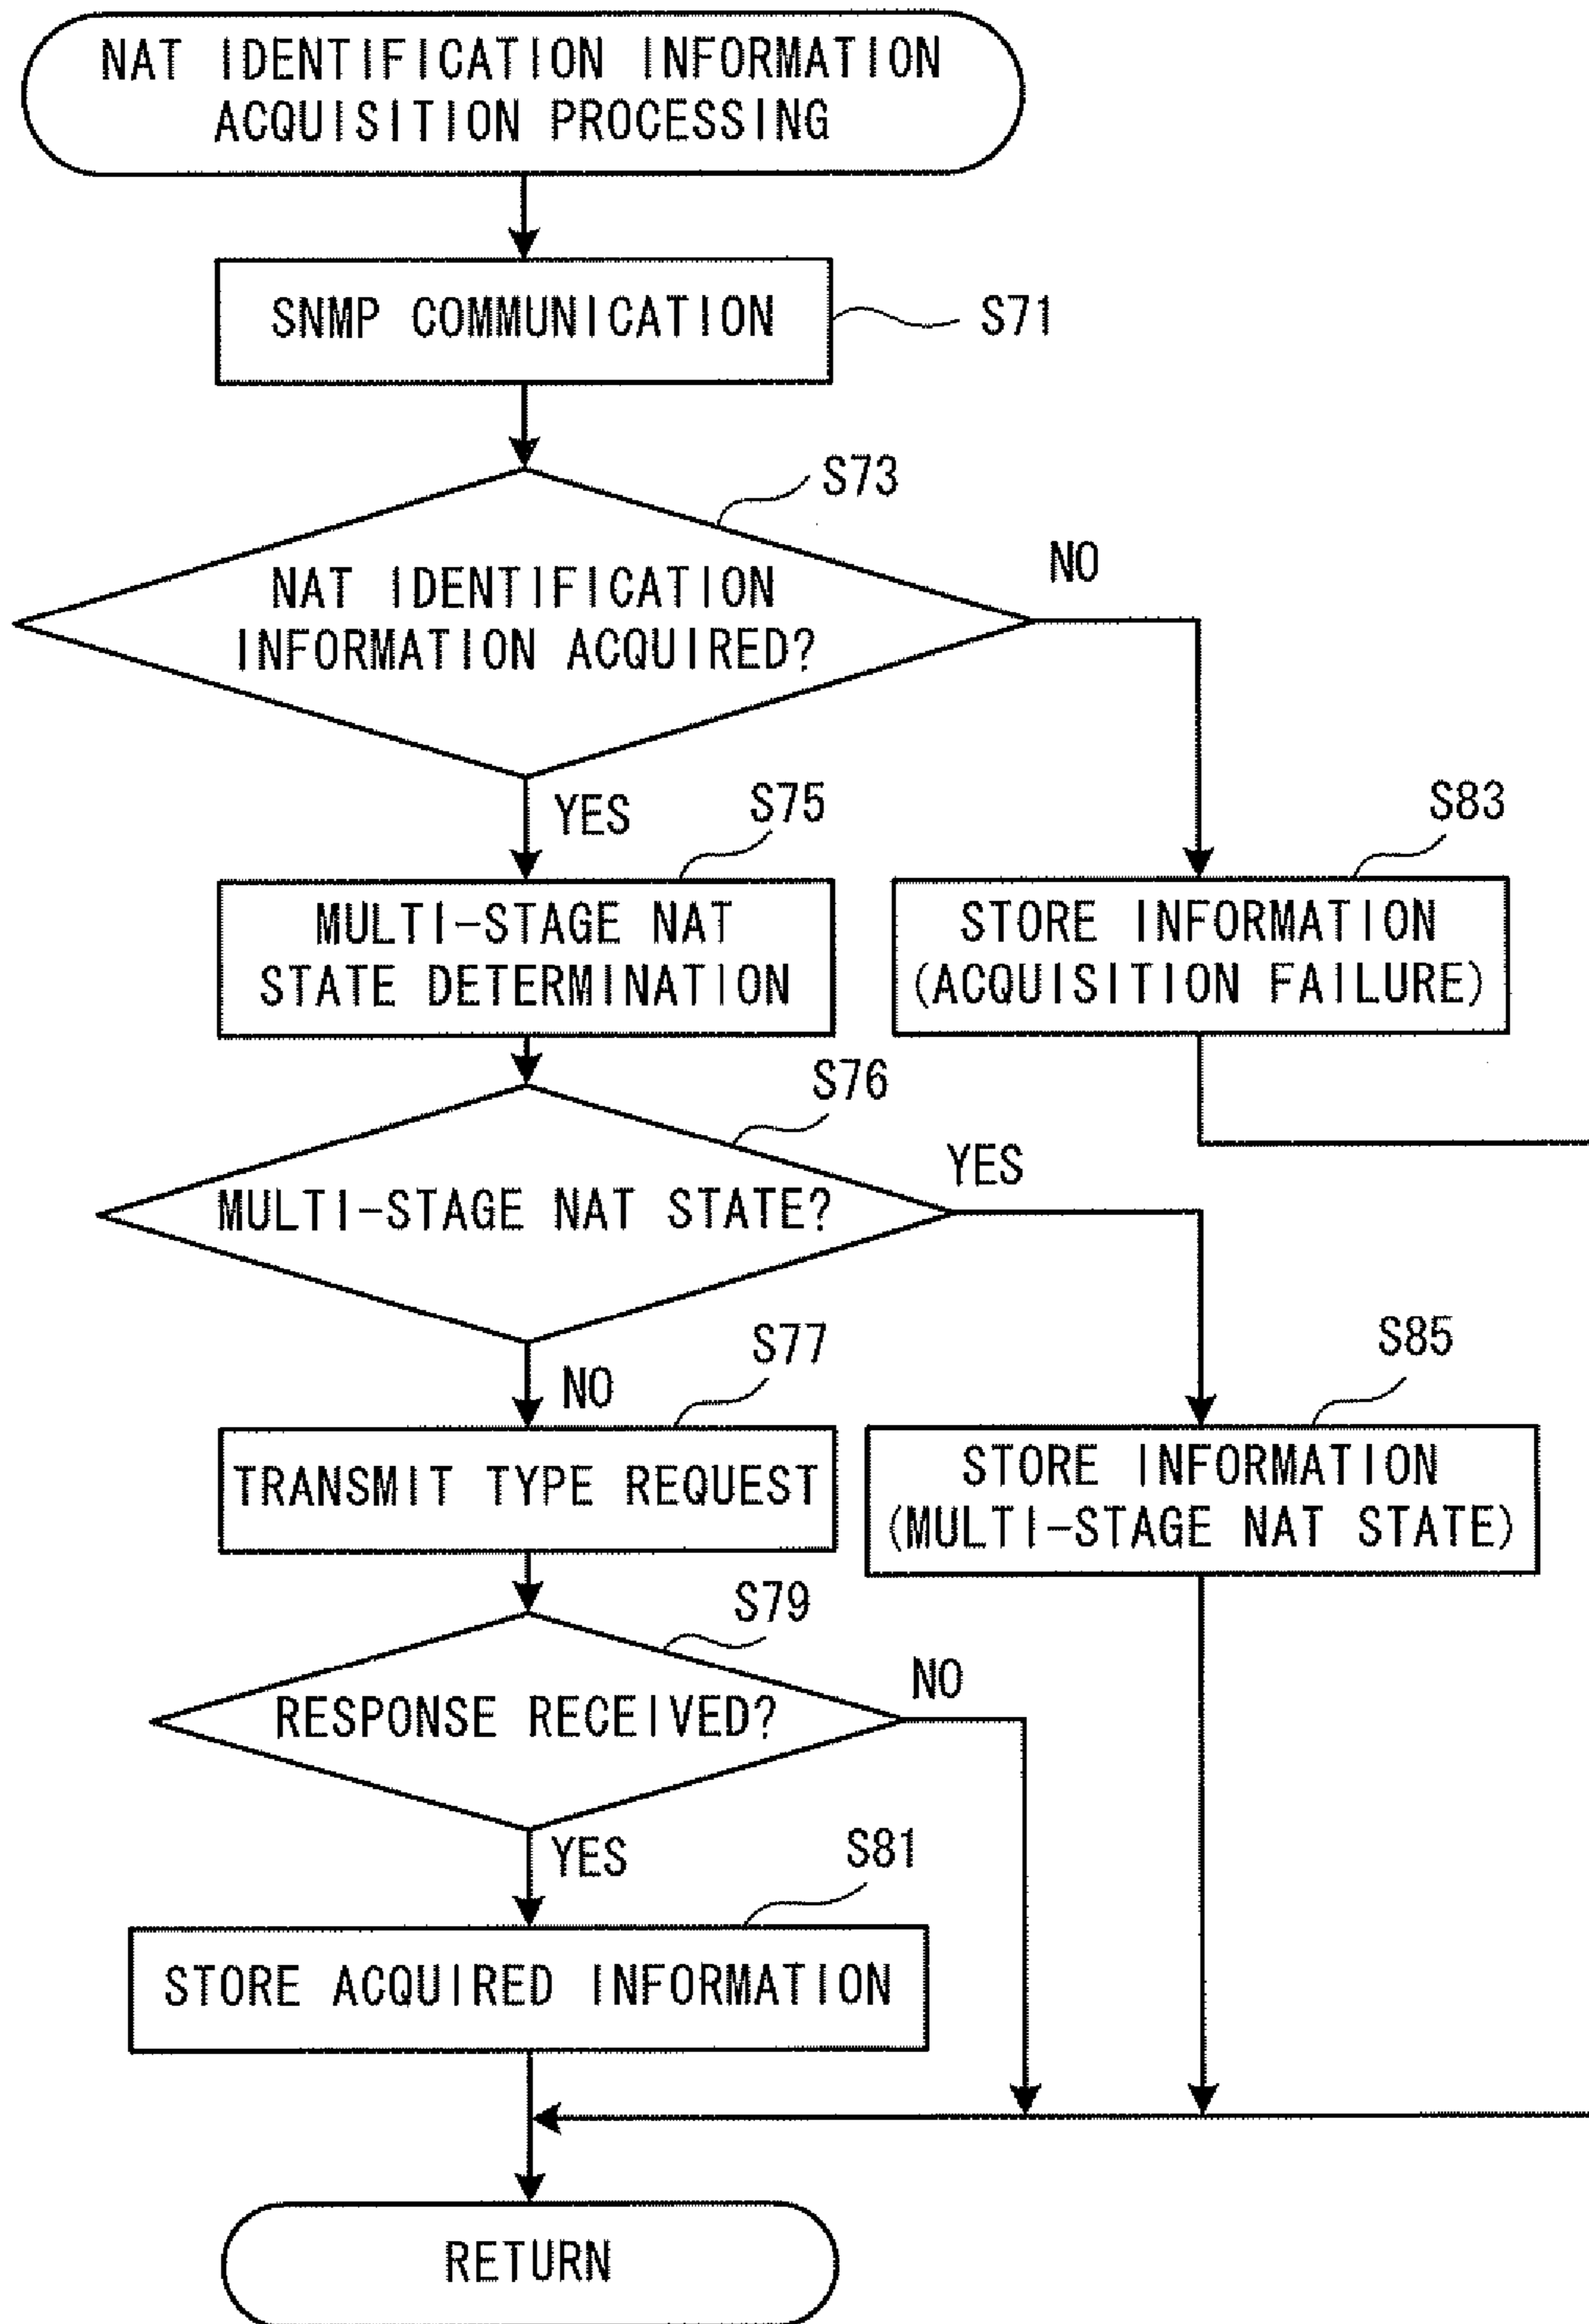 NAT IDENTIFICATION INFORMATION
ACQUISITION PROCESSING
SNMP COMMUNICATION
S71
S73
NAT IDENTIFICATION
INFORMATION ACQUIRED?
NO
YES
S75
S83
MULTI-STAGE NAT
STATE DETERMINATION
STORE INFORMATION
(ACQUISITION FAILURE)
S76
MULTI-STAGE NAT STATE?
YES
NO
S77
S85
TRANSMIT TYPE REQUEST
STORE INFORMATION
(MULTI-STAGE NAT STATE)
S79
RESPONSE RECEIVED?
NO
YES
S81
STORE ACQUIRED INFORMATION
RETURN